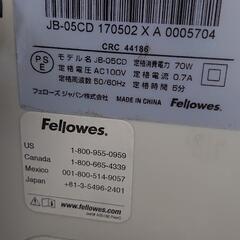 JB-05CD 170502 X A 0005704
CRC 44186
PSE
モデル名 JB-05CD 定格消費電力 70W
定格電圧 AC100V 定格電流 0.7A
定格周波数 50/60Hz 定格時間 5分
フェローズジャパン株式会社 MADE IN CHINA
Fellowes.
Fellowes.
US 1-800-955-0959
Canada 1-800-665-4339
Mexico 001-800-514-9057
Japan +81-3-5496-2401
www.fellowes.com